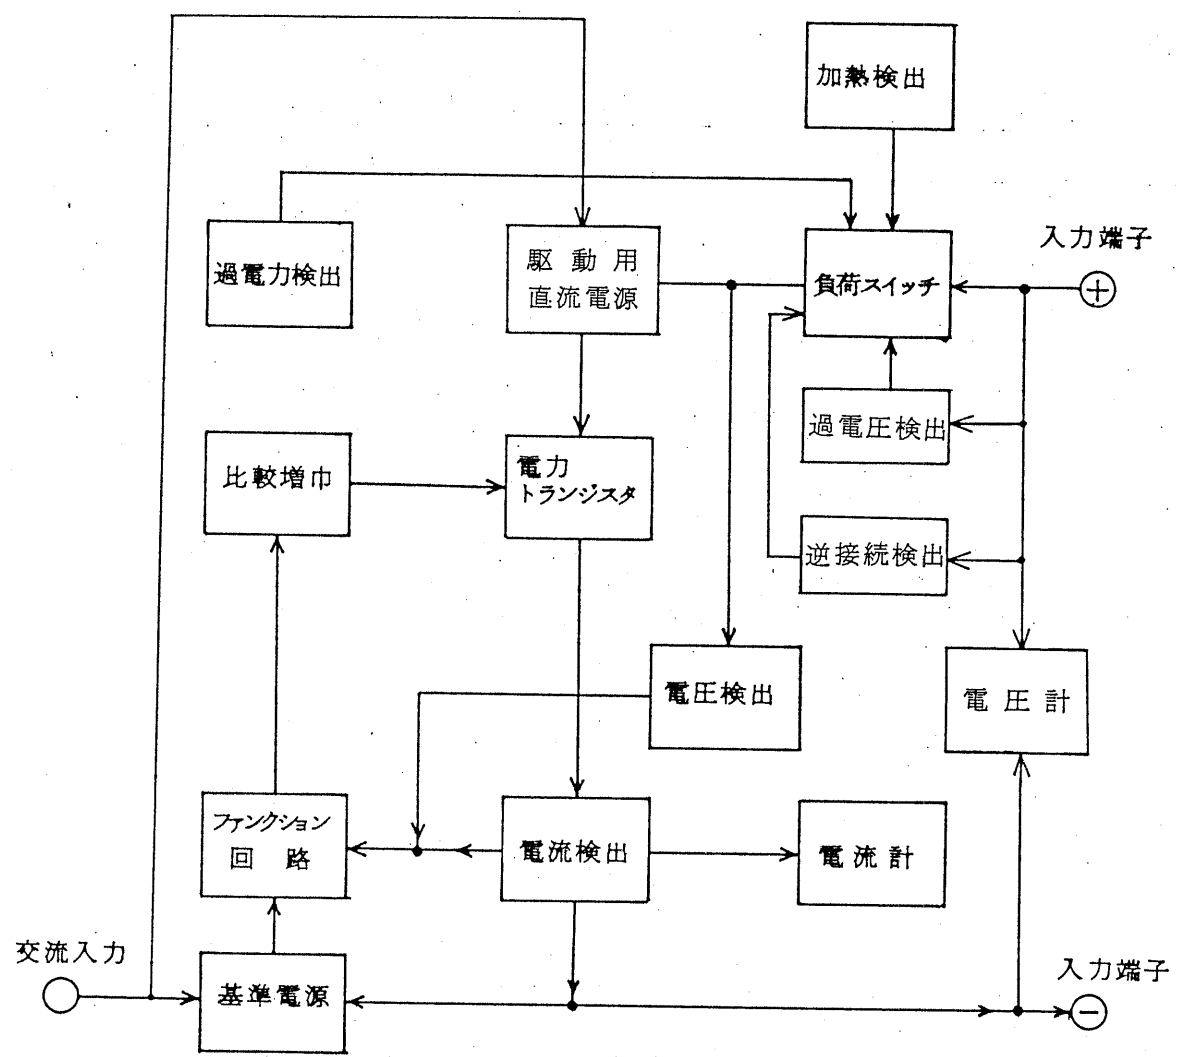 加熱検出
入力端子
過電力検出
駆動用
直流電源
負荷スイッチ
過電圧検出
比較増巾
電力
トランジスタ
逆接続検出
電圧検出
電圧計
ファンクション
回路
電流検出
電流計
交流入力
基準電源
入力端子